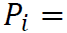 P_i =